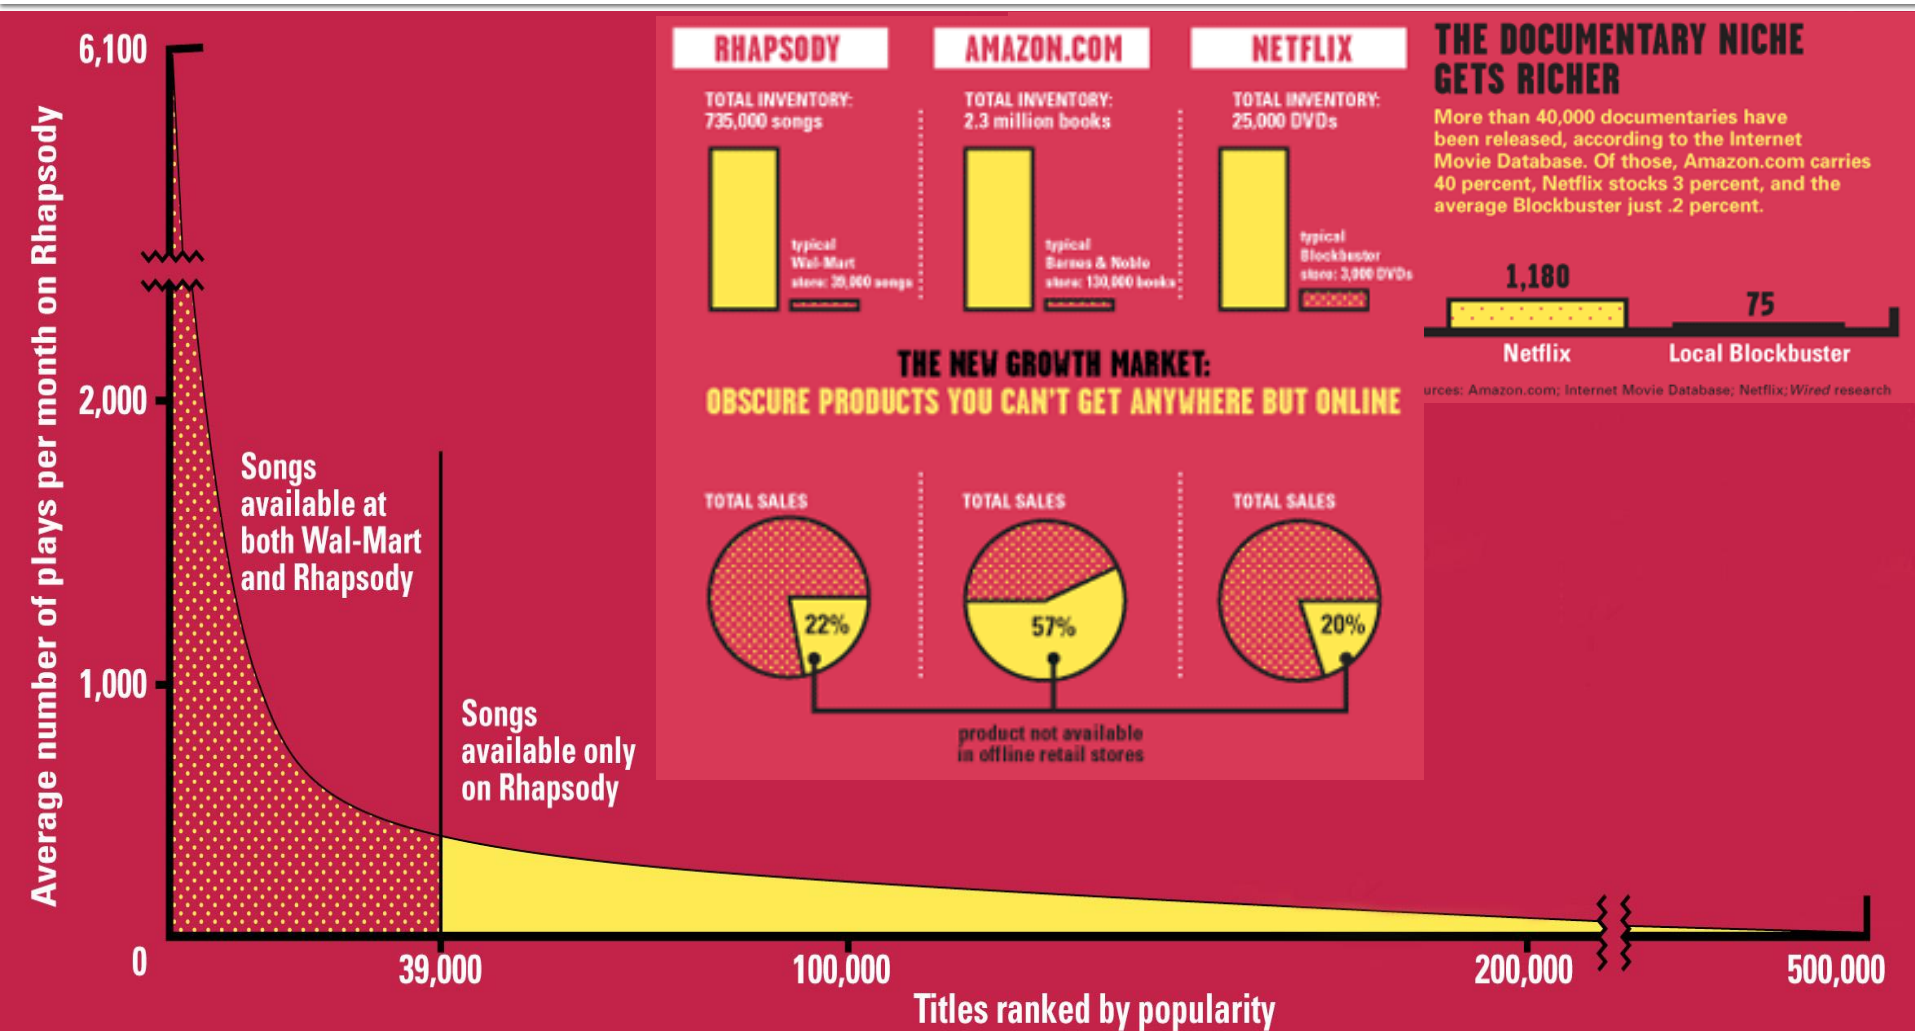 6,100
2,000
1,000
0
Average number of plays per month on Rhapsody
Songs
available at
both Wal-Mart
and Rhapsody
Songs
available only
on Rhapsody
39,000
100,000
200,000
500,000
Titles ranked by popularity
RHAPSODY
TOTAL INVENTORY:
735,000 songs
typical
Wal-Mart
store: 39,000 songs
AMAZON.COM
TOTAL INVENTORY:
2.3 million books
typical
Barnes & Noble
store: 130,000 books
NETFLIX
TOTAL INVENTORY:
25,000 DVDs
typical
Blockbuster
store: 3,000 DVDs
THE NEW GROWTH MARKET:
OBSCURE PRODUCTS YOU CAN'T GET ANYWHERE BUT ONLINE
TOTAL SALES
22%
TOTAL SALES
57%
TOTAL SALES
20%
product not available
in offline retail stores
THE DOCUMENTARY NICHE
GETS RICHER
More than 40,000 documentaries have
been released, according to the Internet
Movie Database. Of those, Amazon.com carries
40 percent, Netflix stocks 3 percent, and the
average Blockbuster just .2 percent.
1,180
75
Netflix
Local Blockbuster
urces: Amazon.com; Internet Movie Database; Netflix; Wired research